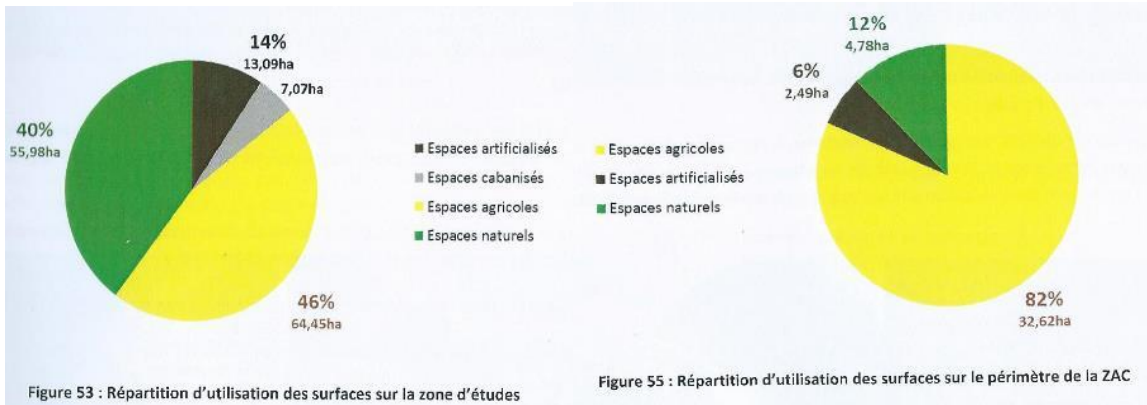 14%
13,09ha
7,07ha
40%
55,98ha
46%
64,45ha
Espaces artificialisés
Espaces cabanisés
Espaces agricoles
Espaces naturels
Figure 53 : Répartition d'utilisation des surfaces sur la zone d'études
12%
4,78ha
6%
2,49ha
Espaces agricoles
Espaces artificialisés
Espaces naturels
82%
32,62ha
Figure 55 : Répartition d'utilisation des surfaces sur le périmètre de la ZAC